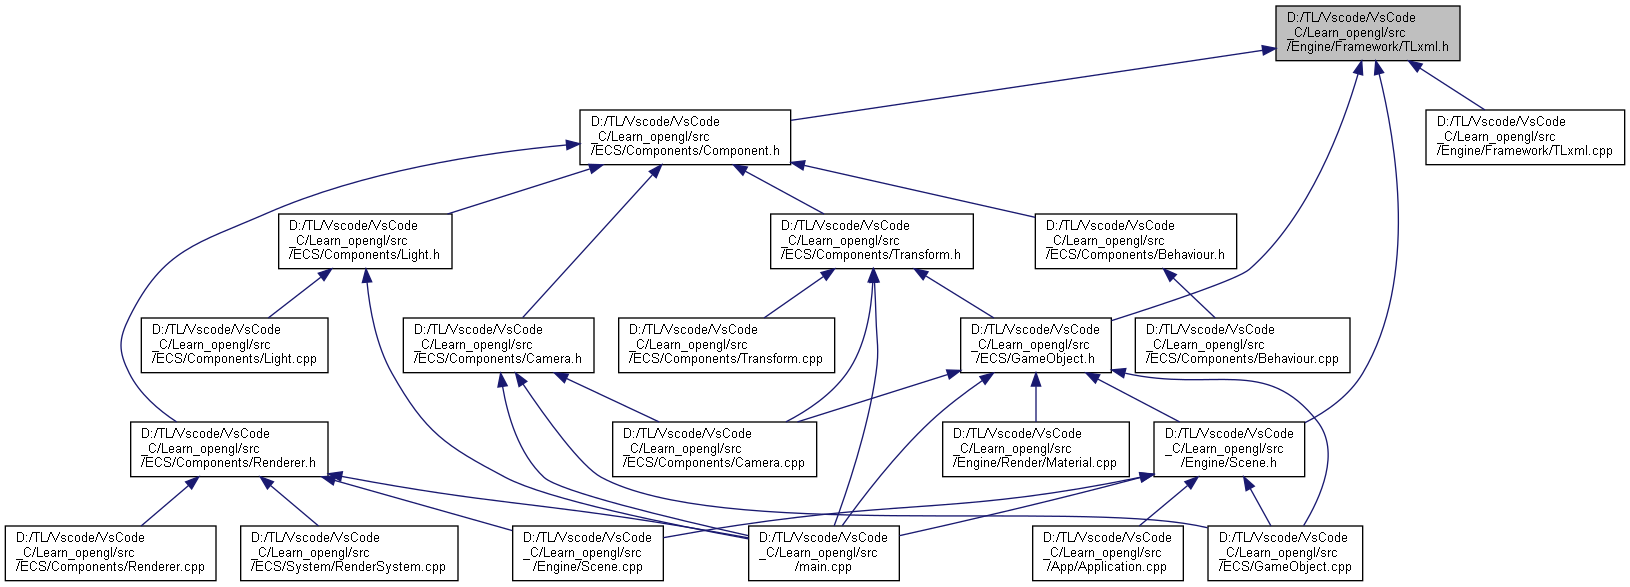 D:/TL/Vscode/VsCode
_C/Learn_opengl/src
/Engine/Framework/TLxml.h
D:/TL/Vscode/VsCode
_C/Learn_opengl/src
/ECS/Components/Component.h
D:/TL/Vscode/VsCode
_C/Learn_opengl/src
/Engine/Framework/TLxml.cpp
D:/TL/Vscode/VsCode
_C/Learn_opengl/src
/ECS/Components/Light.h
D:/TL/Vscode/VsCode
_C/Learn_opengl/src
/ECS/Components/Transform.h
D:/TL/Vscode/VsCode
_C/Learn_opengl/src
/ECS/Components/Behaviour.h
D:/TL/Vscode/VsCode
_C/Learn_opengl/src
/ECS/Components/Light.cpp
D:/TL/Vscode/VsCode
_C/Learn_opengl/src
/ECS/Components/Camera.h
D:/TL/Vscode/VsCode
_C/Learn_opengl/src
/ECS/Components/Transform.cpp
D:/TL/Vscode/VsCode
_C/Learn_opengl/src
/ECS/GameObject.h
D:/TL/Vscode/VsCode
_C/Learn_opengl/src
/ECS/Components/Behaviour.cpp
D:/TL/Vscode/VsCode
_C/Learn_opengl/src
/ECS/Components/Renderer.h
D:/TL/Vscode/VsCode
_C/Learn_opengl/src
/ECS/Components/Camera.cpp
D:/TL/Vscode/VsCode
_C/Learn_opengl/src
/Engine/Render/Material.cpp
D:/TL/Vscode/VsCode
_C/Learn_opengl/src
/Engine/Scene.h
D:/TL/Vscode/VsCode
_C/Learn_opengl/src
/ECS/Components/Renderer.cpp
D:/TL/Vscode/VsCode
_C/Learn_opengl/src
/ECS/System/RenderSystem.cpp
D:/TL/Vscode/VsCode
_C/Learn_opengl/src
/Engine/Scene.cpp
D:/TL/Vscode/VsCode
_C/Learn_opengl/src
/main.cpp
D:/TL/Vscode/VsCode
_C/Learn_opengl/src
/App/Application.cpp
D:/TL/Vscode/VsCode
_C/Learn_opengl/src
/ECS/GameObject.cpp